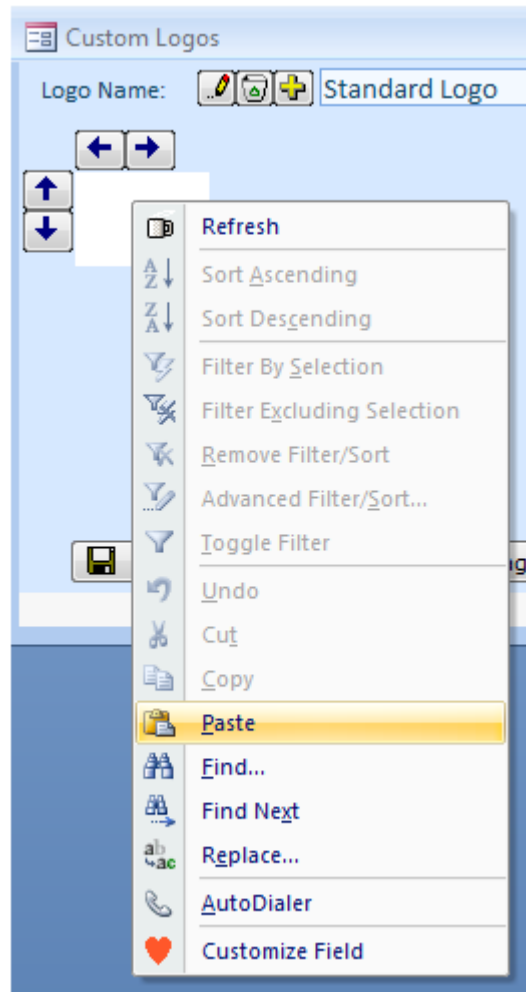 Custom Logos
Logo Name: Standard Logo
Refresh
Sort Ascending
Sort Descending
Filter By Selection
Filter Excluding Selection
Remove Filter/Sort
Advanced Filter/Sort...
Toggle Filter
Undo
Cut
Copy
Paste
Find...
Find Next
Replace...
AutoDialer
Customize Field